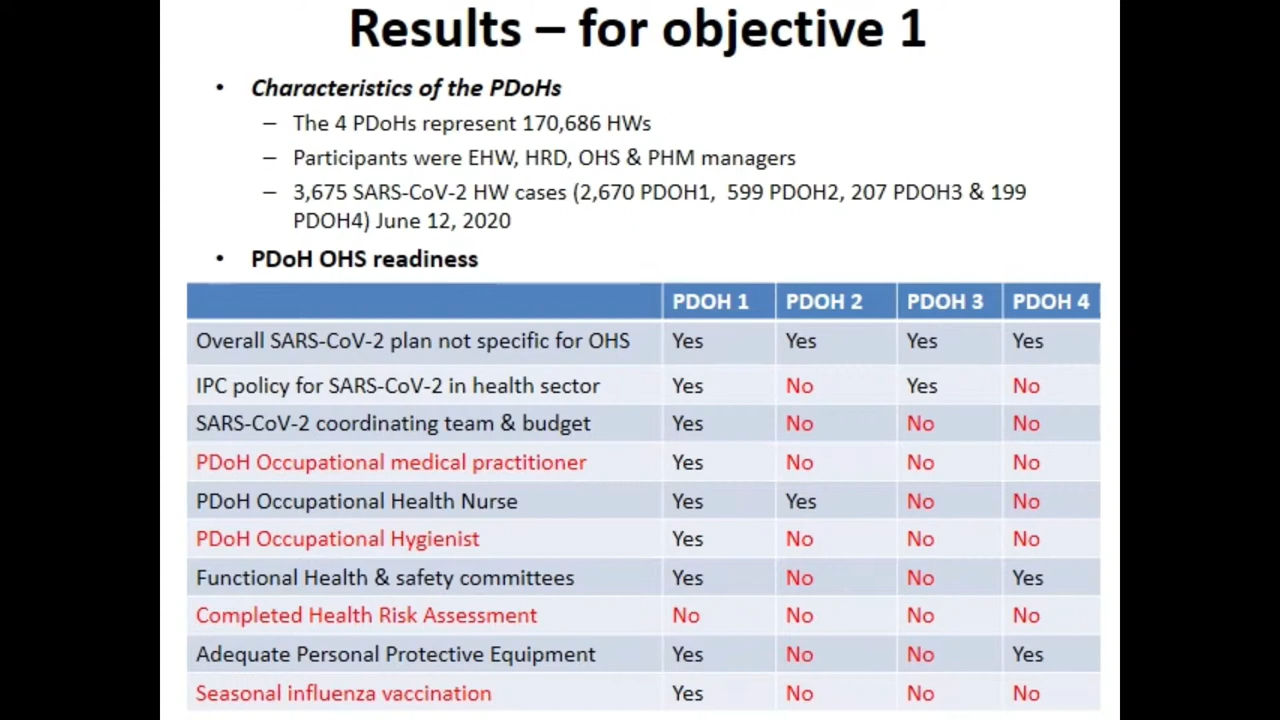 Results – for objective 1
• Characteristics of the PDoHs
– The 4 PDoHs represent 170,686 HWs
– Participants were EHW, HRD, OHS & PHM managers
– 3,675 SARS-CoV-2 HW cases (2,670 PDOH1, 599 PDOH2, 207 PDOH3 & 199
PDOH4) June 12, 2020
• PDoH OHS readiness
PDOH 1 PDOH 2 PDOH 3 PDOH 4
Overall SARS-CoV-2 plan not specific for OHS Yes Yes Yes Yes
IPC policy for SARS-CoV-2 in health sector Yes No Yes No
SARS-CoV-2 coordinating team & budget Yes No No No
PDoH Occupational medical practitioner Yes No No No
PDoH Occupational Health Nurse Yes Yes No No
PDoH Occupational Hygienist Yes No No No
Functional Health & safety committees Yes No No Yes
Completed Health Risk Assessment No No No No
Adequate Personal Protective Equipment Yes No No Yes
Seasonal influenza vaccination Yes No No No